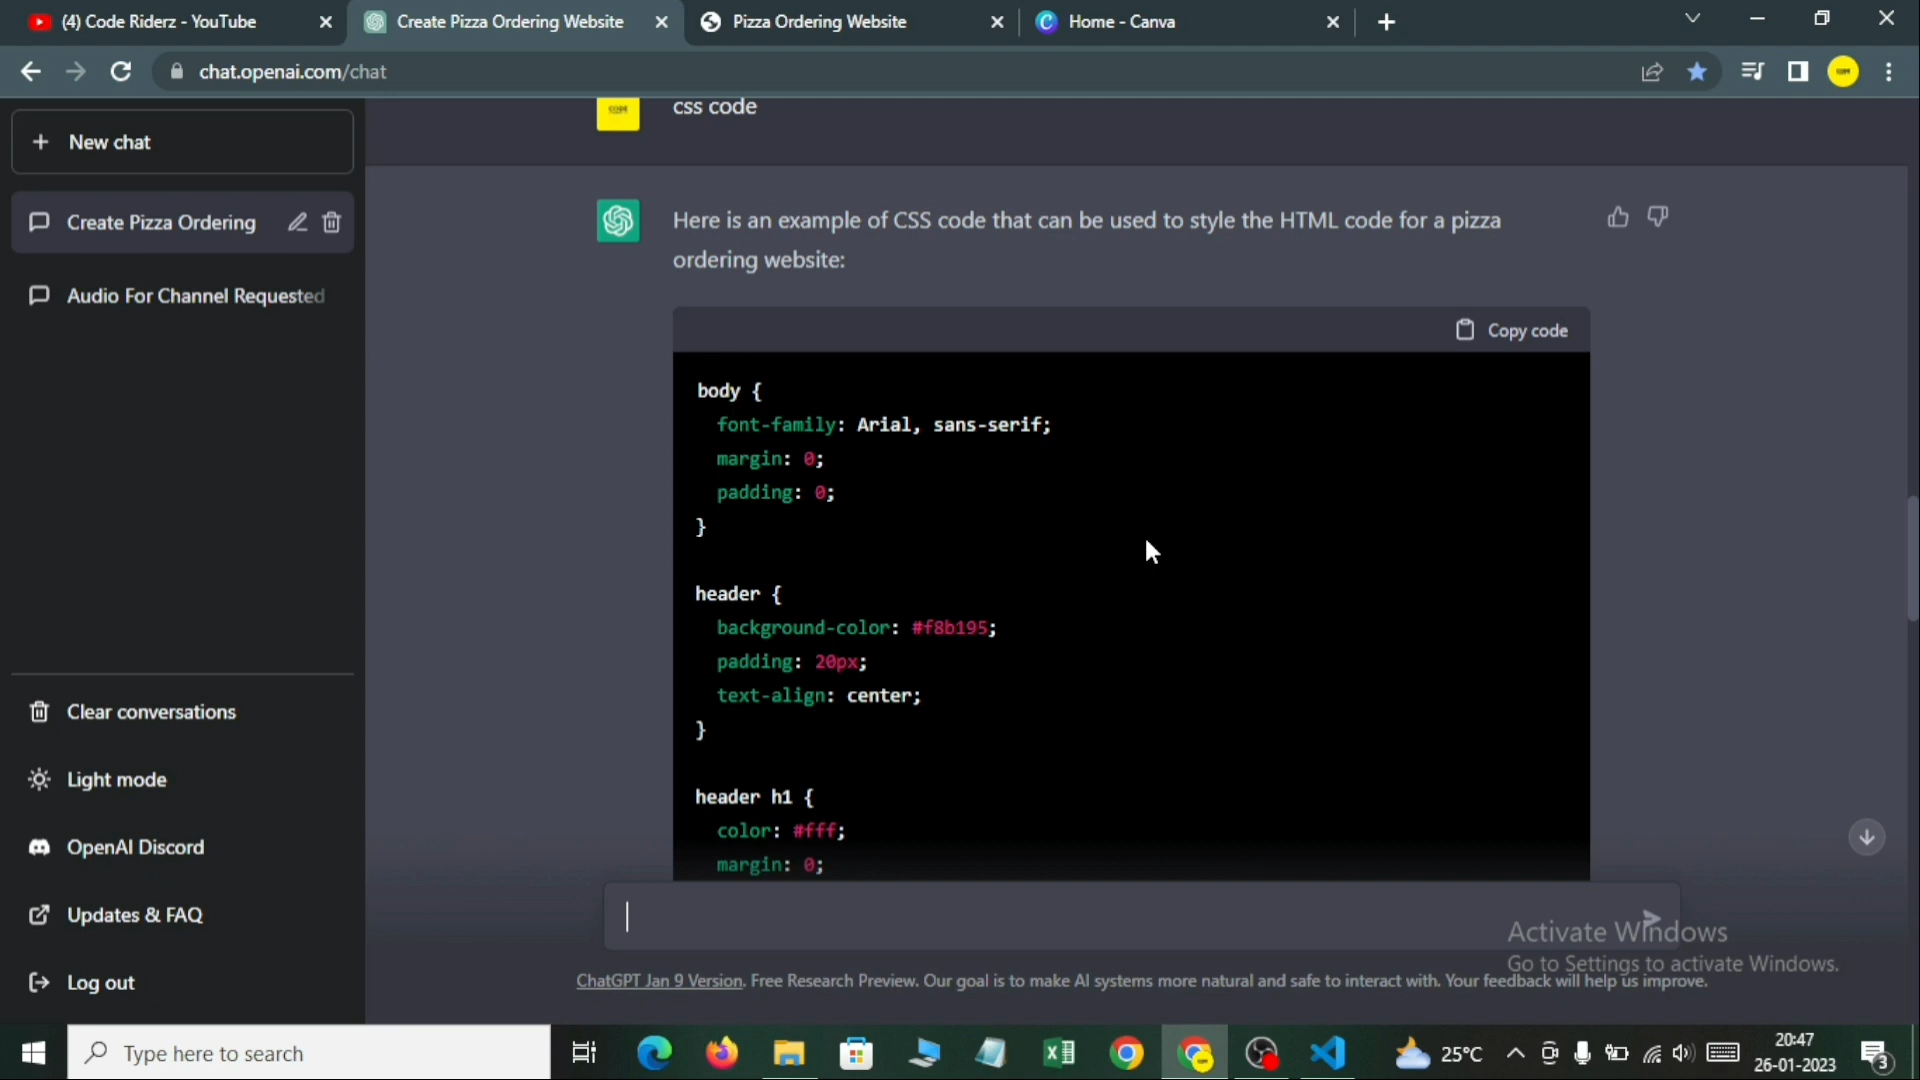 (4) Code Riderz - YouTube
Create Pizza Ordering Website
Pizza Ordering Website
Home - Canva
chat.openai.com/chat
New chat
Create Pizza Ordering
Audio For Channel Requested
Clear conversations
Light mode
OpenAI Discord
Updates & FAQ
Log out
css code
Here is an example of CSS code that can be used to style the HTML code for a pizza
ordering website:
Copy code
body {
font-family: Arial, sans-serif;
margin: 0;
padding: 0;
}
header {
background-color: #f8b195;
padding: 20px;
text-align: center;
}
header h1 {
color: #fff;
margin: 0;
Activate Windows
Go to Settings to activate Windows.
ChatGPT Jan 9 Version. Free Research Preview. Our goal is to make AI systems more natural and safe to interact with. Your feedback will help us improve.
Type here to search
25°C
20:47
26-01-2023
3